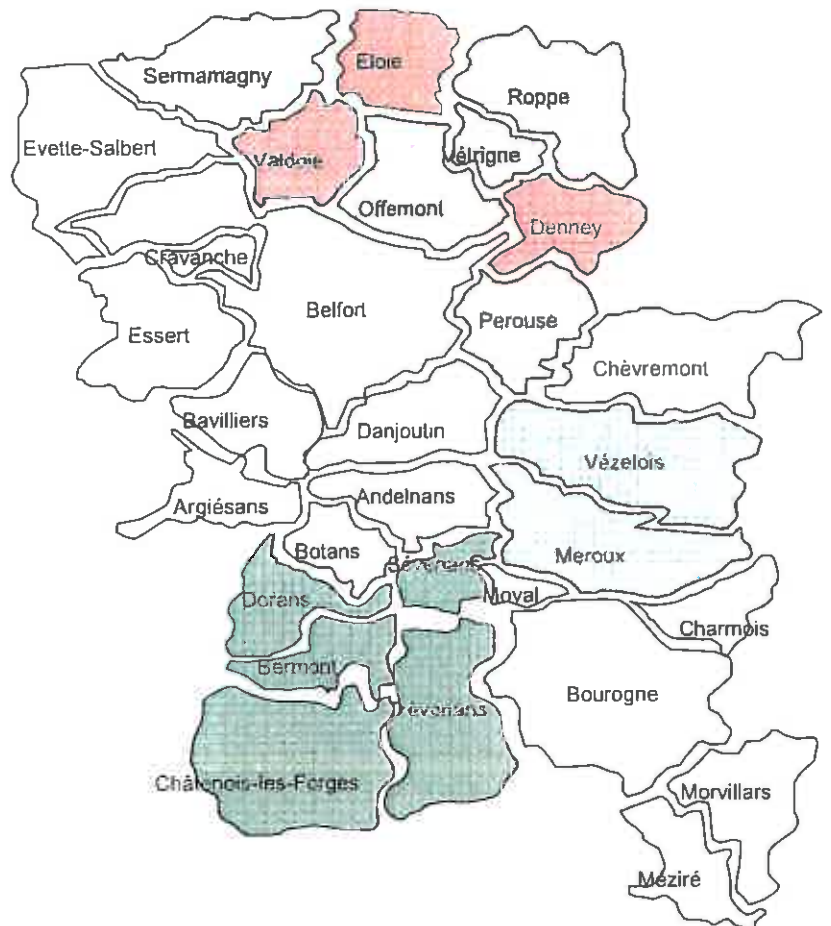 Eloie
Sermamagny
Roppe
Evette-Salbert
Valdoie
Vétrigne
Offemont
Denney
Cravanche
Belfort
Perouse
Essert
Chèvremont
Bavilliers
Danjoutin
Vézelois
Argiésans
Andelnans
Botans
Meroux
Sévenans
Moval
Dorans
Charmois
Bermont
Bourogne
Trévenans
Châtenois-les-Forges
Morvillars
Méziré